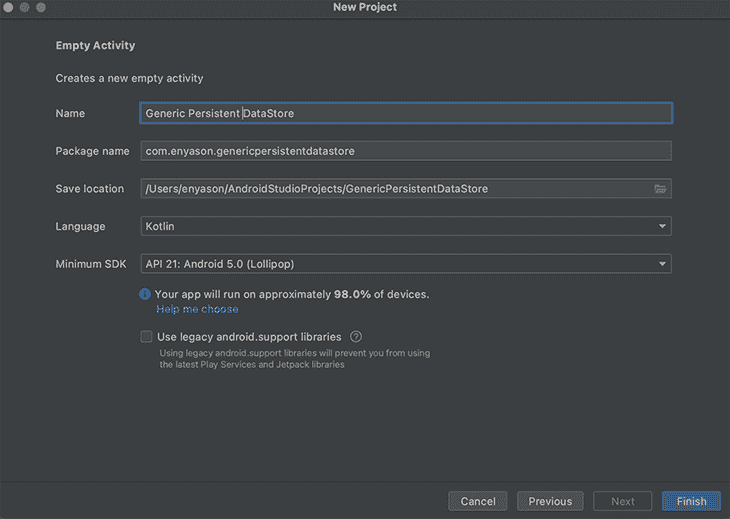 New Project
Empty Activity
Creates a new empty activity
Name Generic Persistent DataStore
Package name com.enyason.genericpersistentdatastore
Save location /Users/enyason/AndroidStudioProjects/GenericPersistentDataStore
Language Kotlin
Minimum SDK API 21: Android 5.0 (Lollipop)
Your app will run on approximately 98.0% of devices.
Help me choose
Use legacy android.support libraries ?
Using legacy android.support libraries will prevent you from using
the latest Play Services and Jetpack libraries
Cancel Previous Next Finish